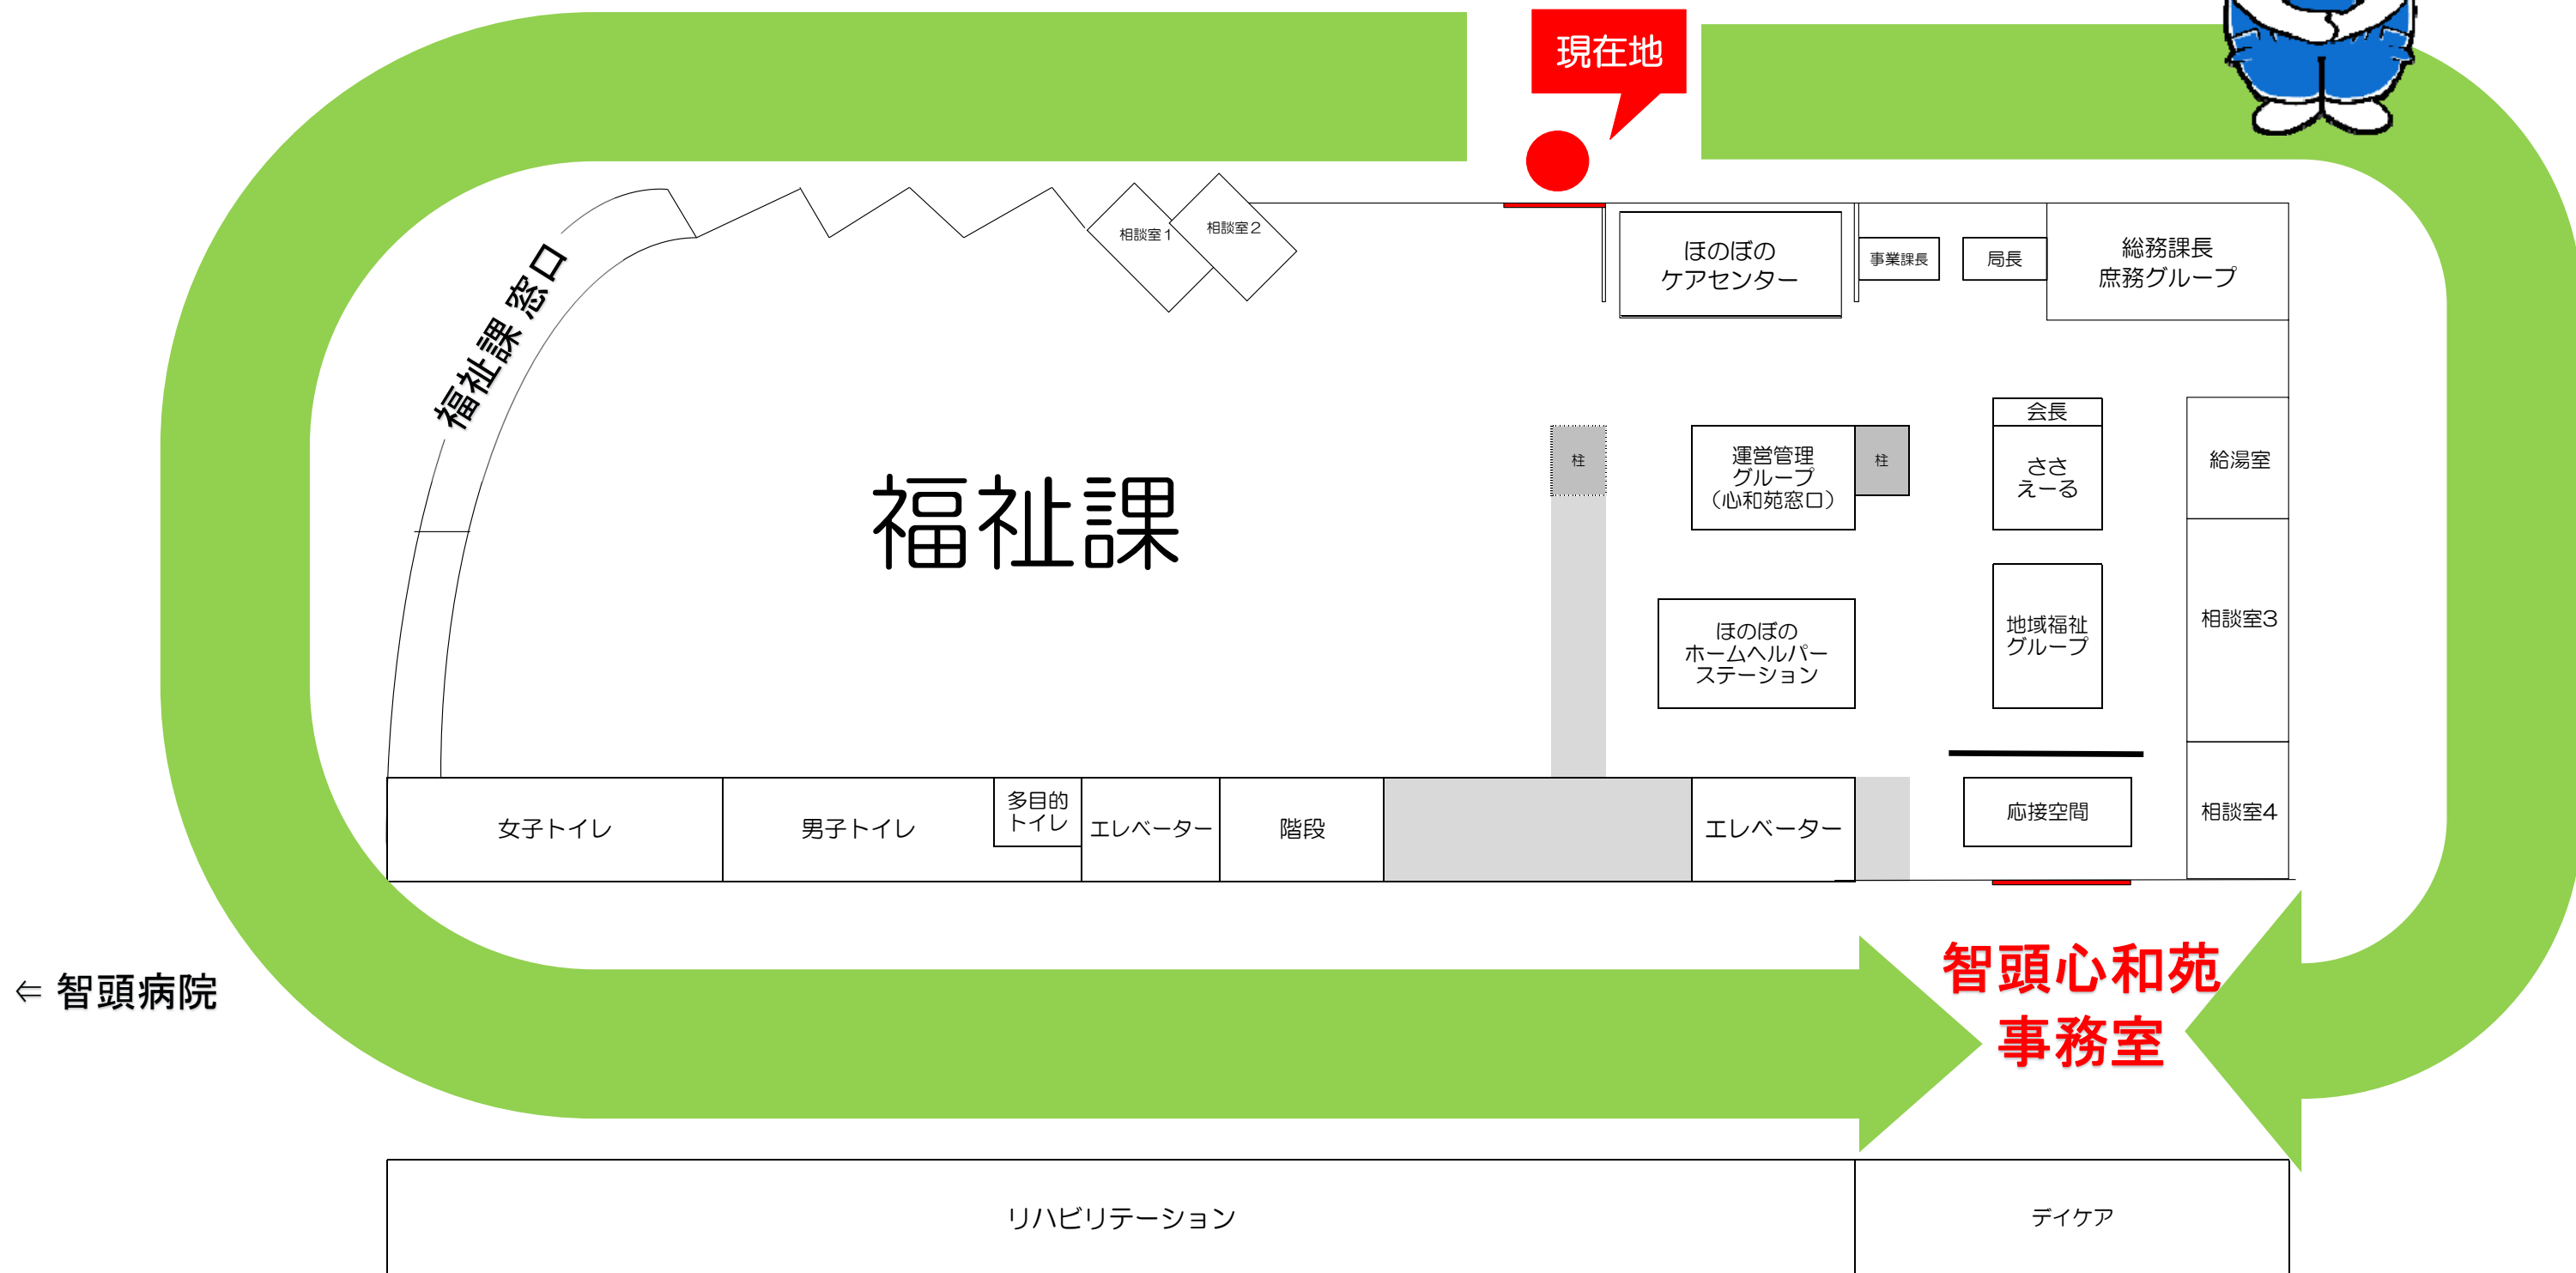 現在地
相談室１
相談室２
ほのぼの
ケアセンター
事業課長
局長
総務課長
庶務グループ
福祉課 窓口
福祉課
柱
運営管理
グループ
（心和苑窓口）
柱
会長
ささ
えーる
給湯室
ほのぼの
ホームヘルパー
ステーション
地域福祉
グループ
相談室3
女子トイレ
男子トイレ
多目的
トイレ
エレベーター
階段
エレベーター
応接空間
相談室4
⇐ 智頭病院
智頭心和苑
事務室
リハビリテーション
デイケア